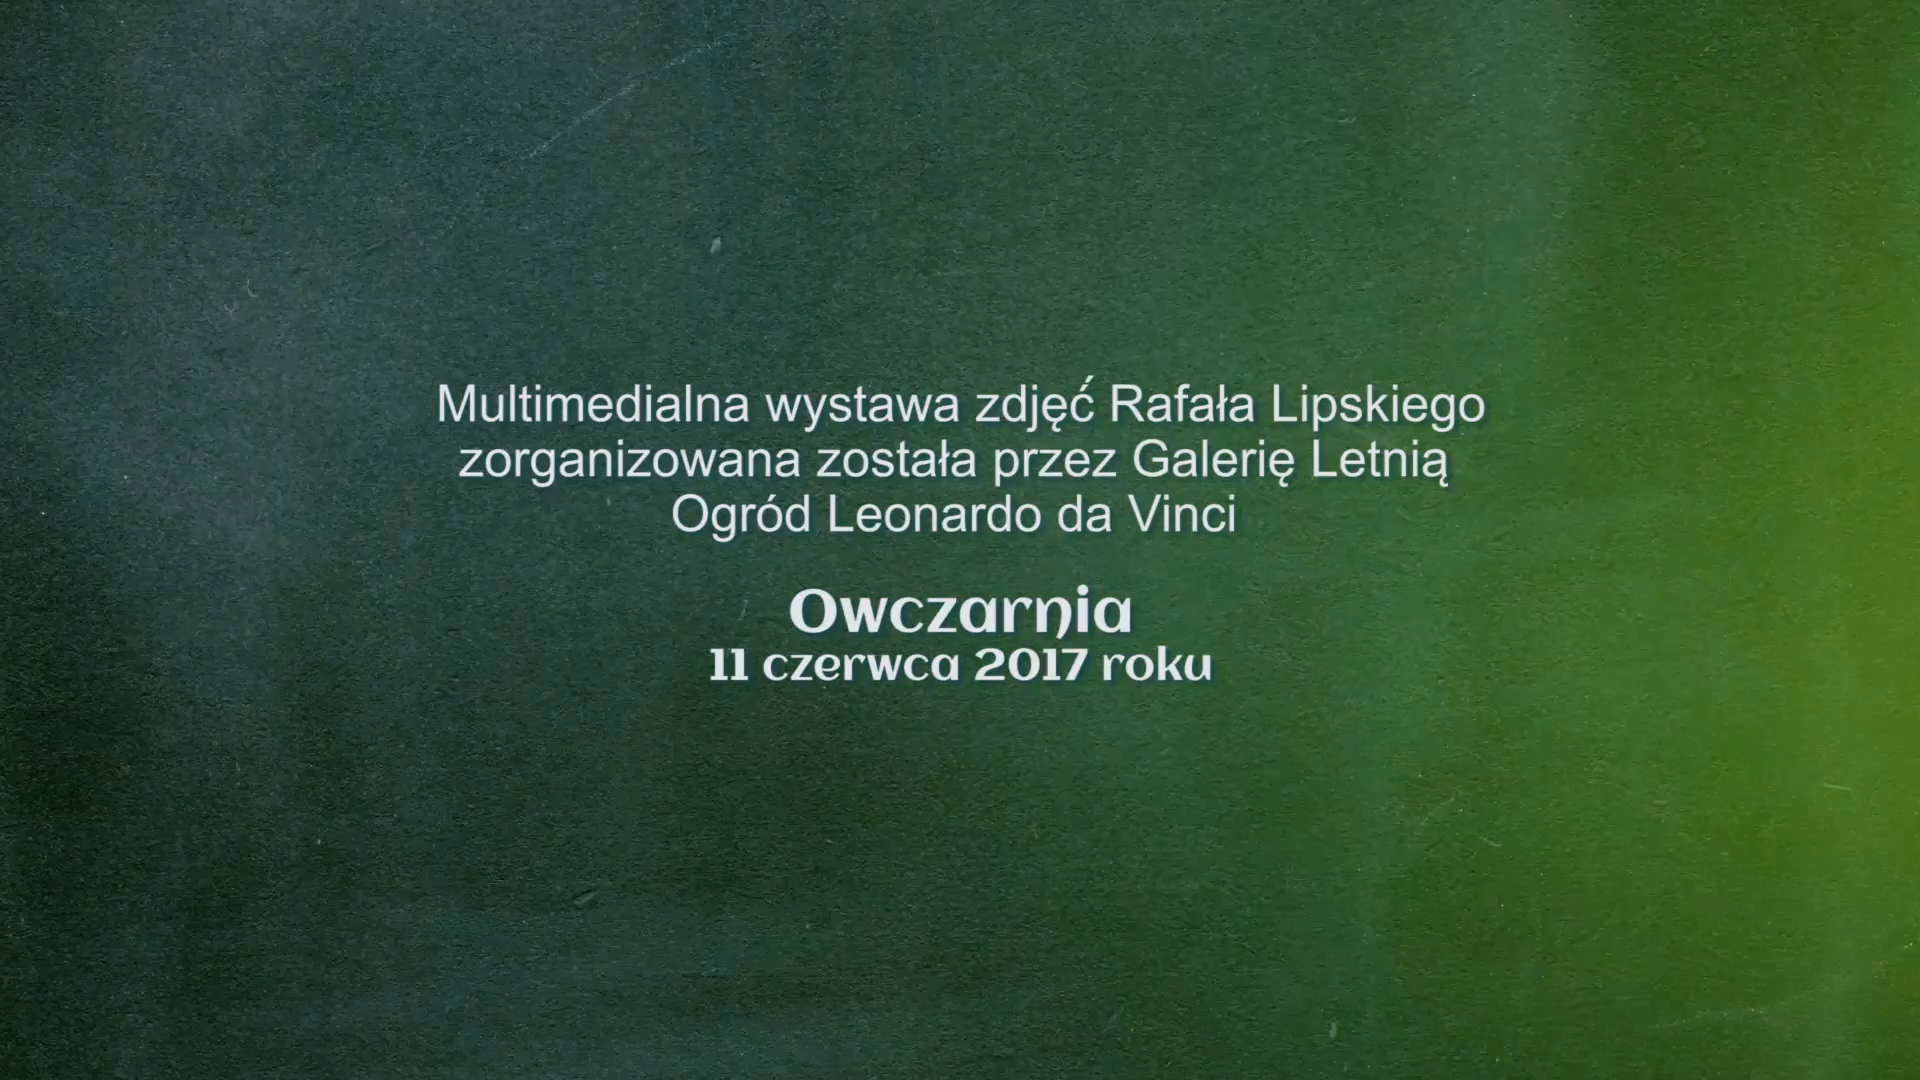 Multimedialna wystawa zdjęć Rafała Lipskiego
zorganizowana została przez Galerię Letnią
Ogród Leonardo da Vinci
Owczarnia
11 czerwca 2017 roku